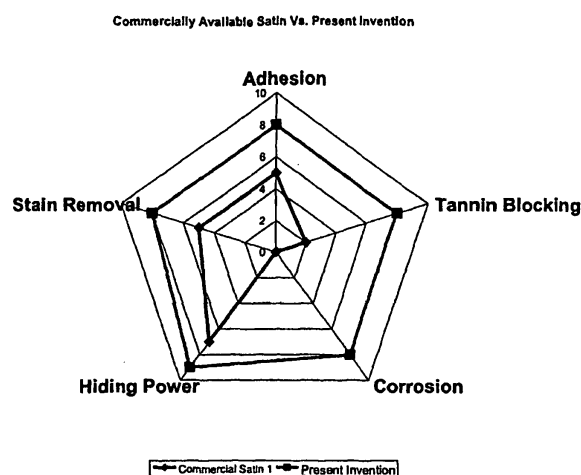 Commercially Available Satin Vs. Present Invention
Adhesion
10
8
6
4
2
0
Stain Removal
Tannin Blocking
Hiding Power
Corrosion
Commercial Satin 1 Present Invention